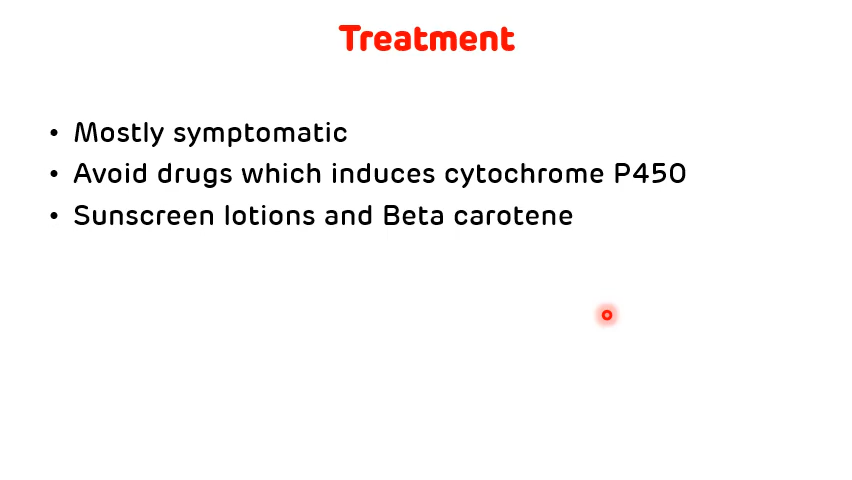 Treatment
• Mostly symptomatic
• Avoid drugs which induces cytochrome P450
• Sunscreen lotions and Beta carotene